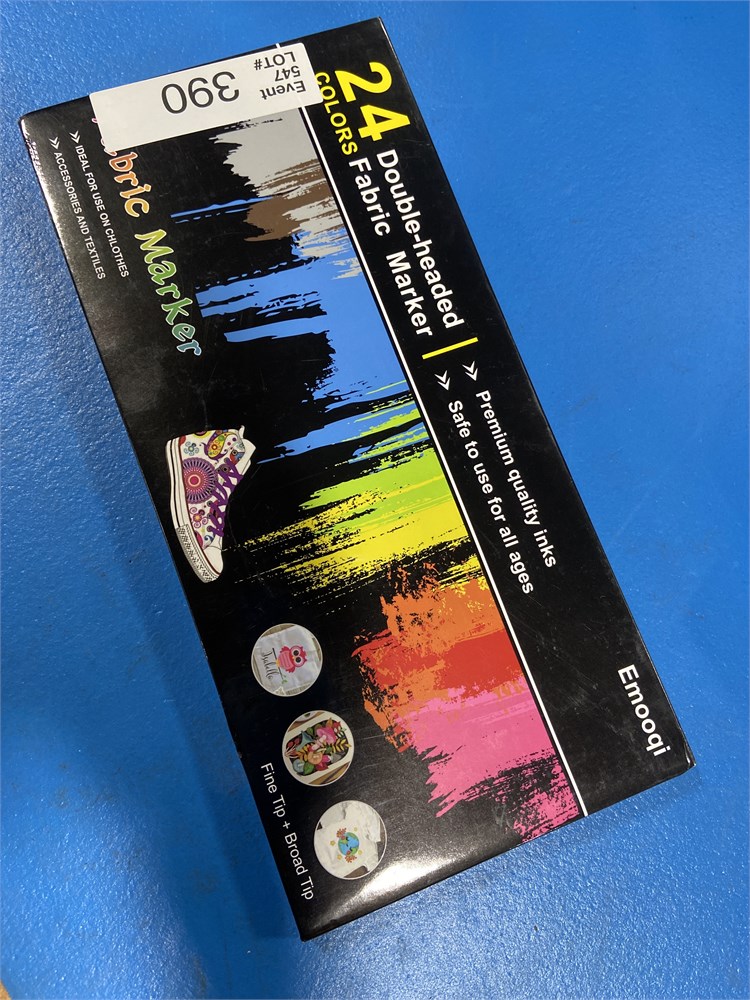 Event
547
LOT#
390
24
COLORS
Double-headed
Fabric Marker
Premium quality inks
Safe to use for all ages
Emooqi
Fabric Marker
IDEAL FOR USE ON CHLOTHES
ACCESSORIES AND TEXTILES
Fine Tip + Broad Tip